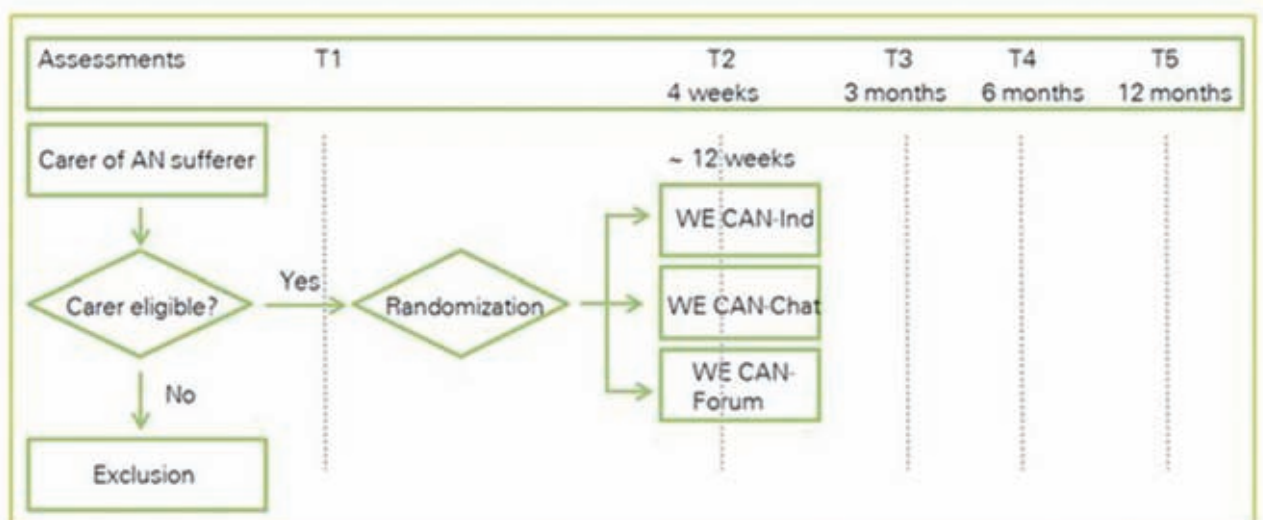 Assessments T1 T2 T3 T4 T5
4 weeks 3 months 6 months 12 months
Carer of AN sufferer
~ 12 weeks
WE CAN-Ind
Yes
Carer eligible?
Randomization
WE CAN-Chat
WE CAN-
Forum
No
Exclusion